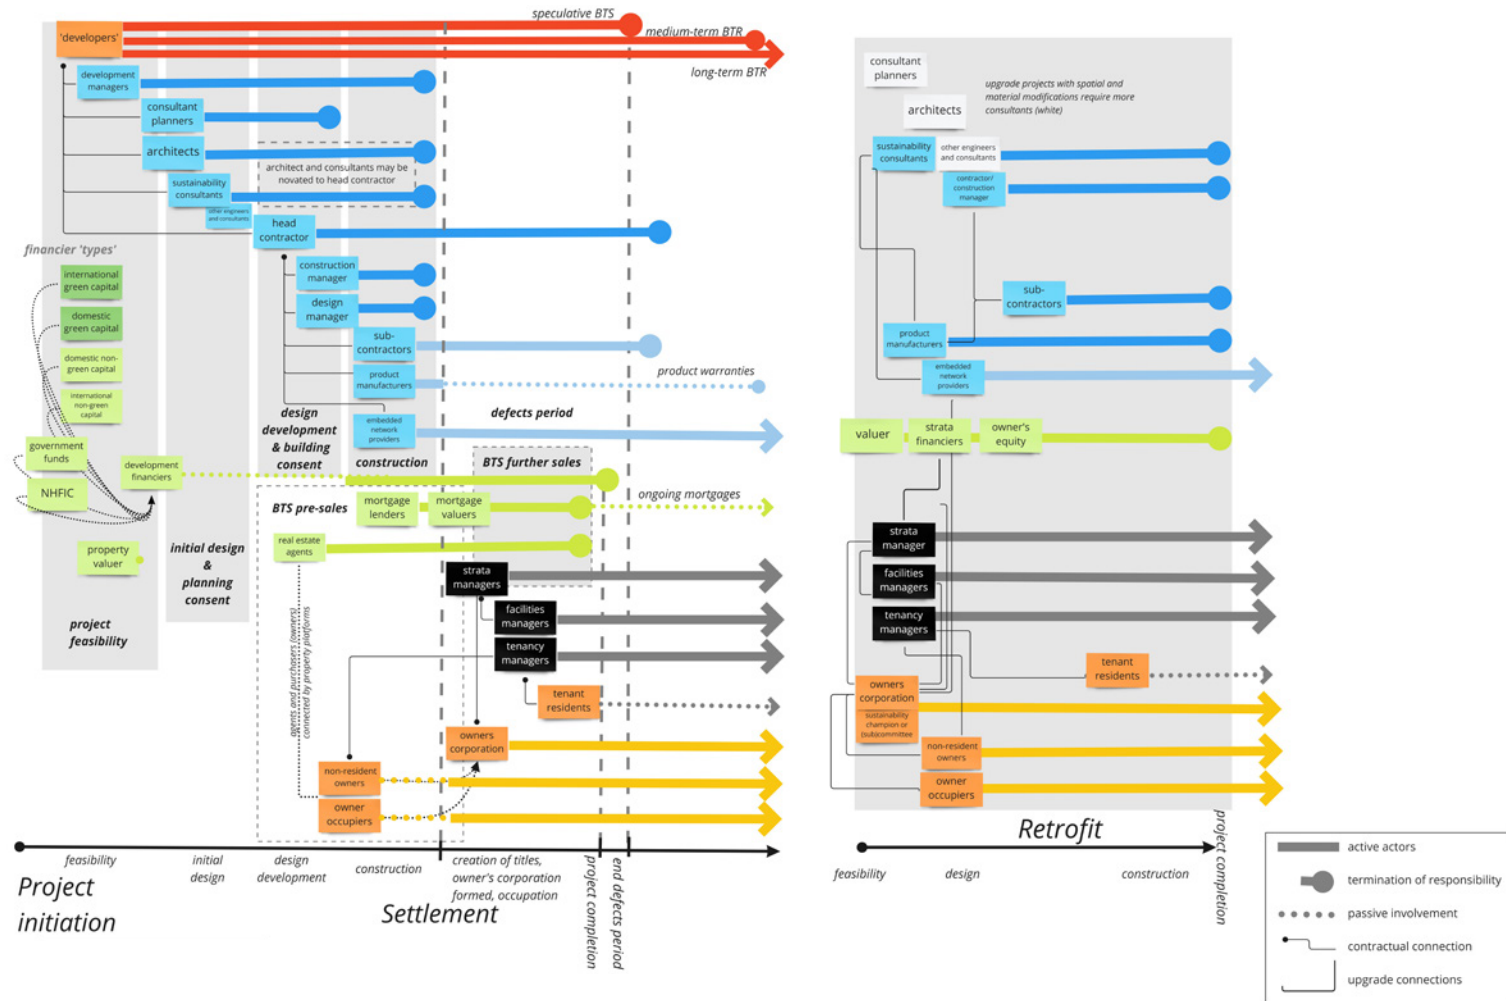 speculative BTS
medium-term BTR
long-term BTR
'developers'
development
managers
consultant
planners
architects
architect and consultants may be
novated to head contractor
sustainability
consultants
other engineers
and consultants
head
contractor
financier 'types'
international
green capital
domestic
green capital
domestic non-
green capital
international
non-green
capital
government
funds
NHFIC
development
financiers
property
valuer
construction
manager
design
manager
sub-
contractors
product
manufacturers
product warranties
embedded
network
providers
design
development
& building
consent
construction
defects period
BTS further sales
BTS pre-sales
mortgage
lenders
mortgage
valuers
ongoing mortgages
real estate
agents
initial design
&
planning
consent
project
feasibility
agents and purchasers (owners)
connected by property platforms
strata
managers
facilities
managers
tenancy
managers
tenant
residents
owners
corporation
non-resident
owners
owner
occupiers
feasibility
initial
design
design
development
construction
creation of titles,
owner's corporation
formed, occupation
project completion
end defects period
Project
initiation
Settlement
consultant
planners
architects
upgrade projects with spatial and
material modifications require more
consultants (white)
sustainability
consultants
other engineers
and consultants
contractor/
construction
manager
sub-
contractors
product
manufacturers
embedded
network
providers
valuer
strata
financiers
owner's
equity
strata
manager
facilities
managers
tenancy
managers
tenant
residents
owners
corporation
sustainability
champion or
(sub)committee
non-resident
owners
owner
occupiers
Retrofit
feasibility
design
construction
project completion
active actors
termination of responsibility
passive involvement
contractual connection
upgrade connections